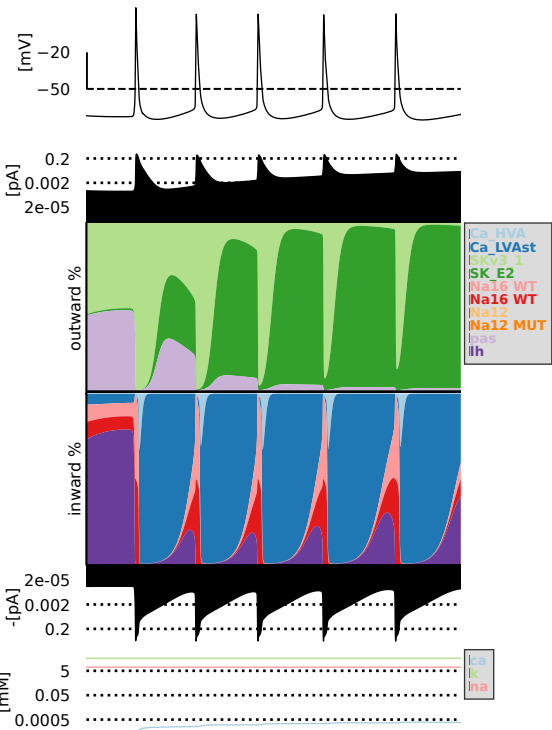 [mV]
−20
−50
[pA]
0.2
0.002
2e-05
outward %
Ca_HVA
Ca_LVAst
SKv3_1
SK_E2
Na16 WT
Na16 WT
Na12
Na12 MUT
pas
Ih
inward %
-[pA]
2e-05
0.002
0.2
[mM]
5
0.05
0.0005
ca
k
na